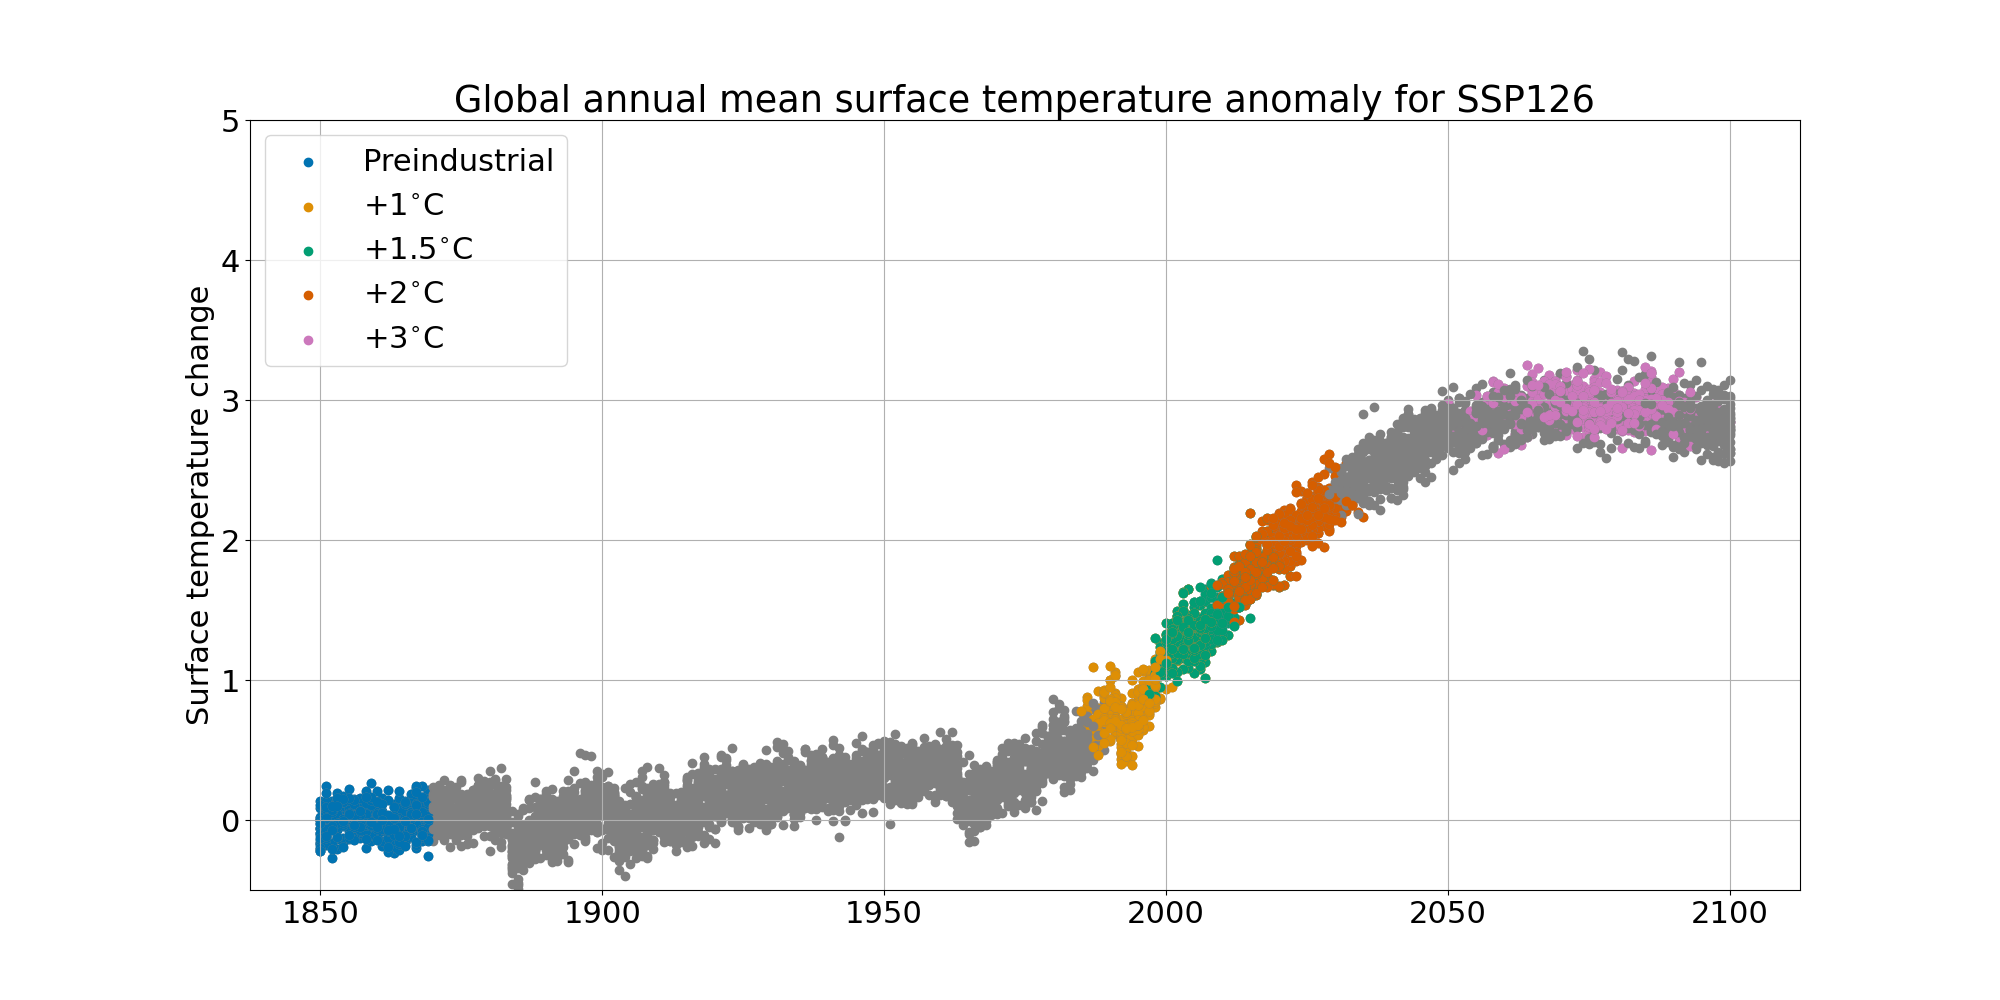 Global annual mean surface temperature anomaly for SSP126
Surface temperature change
5
4
3
2
1
0
Preindustrial
+1°C
+1.5°C
+2°C
+3°C
1850 1900 1950 2000 2050 2100